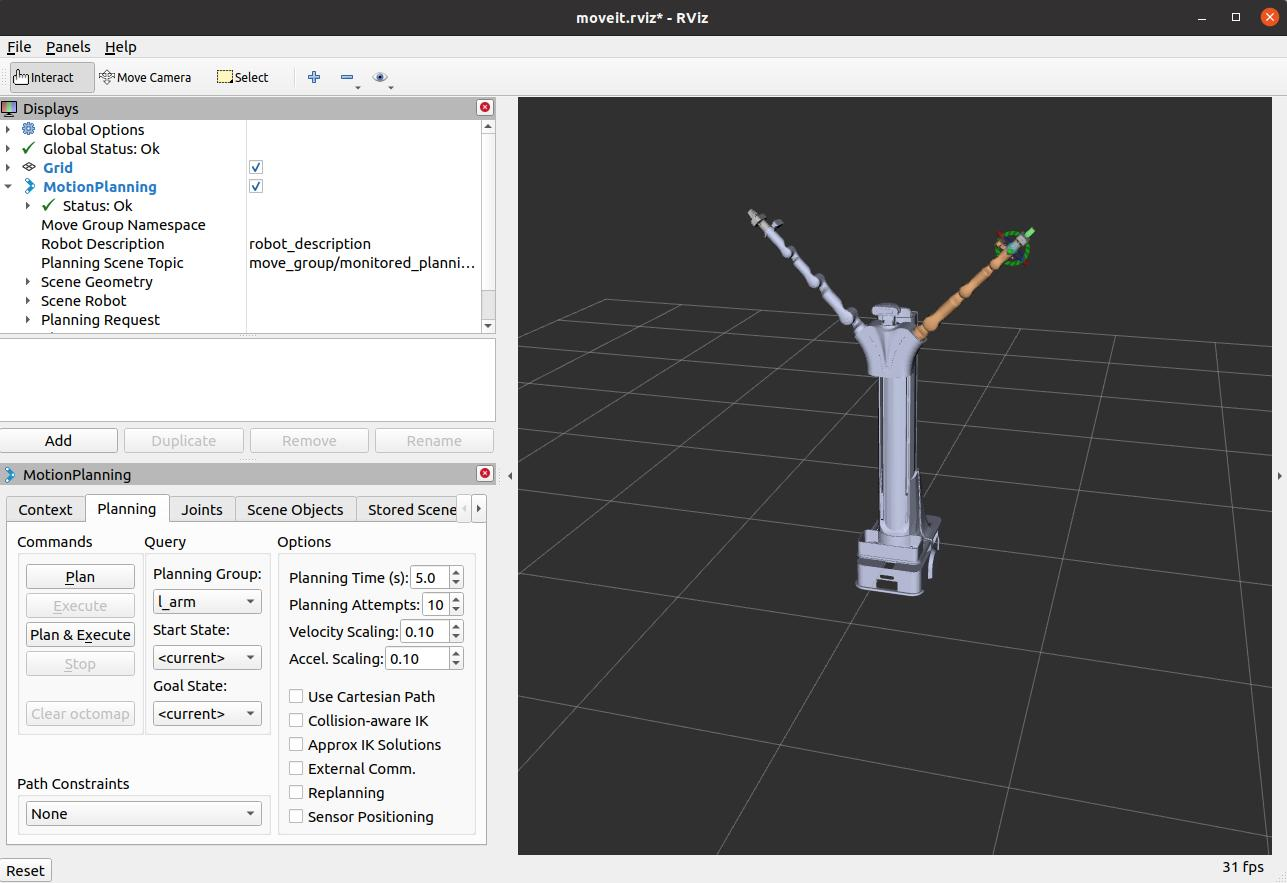 moveit.rviz* - RViz
File Panels Help
Interact Move Camera Select
Displays
Global Options
Global Status: Ok
Grid
MotionPlanning
Status: Ok
Move Group Namespace
Robot Description robot_description
Planning Scene Topic move_group/monitored_planni...
Scene Geometry
Scene Robot
Planning Request
Add Duplicate Remove Rename
MotionPlanning
Context Planning Joints Scene Objects Stored Scene
Commands Query Options
Plan
Execute
Plan & Execute
Stop
Clear octomap
Planning Group:
l_arm
Start State:
<current>
Goal State:
<current>
Planning Time (s): 5.0
Planning Attempts: 10
Velocity Scaling: 0.10
Accel. Scaling: 0.10
Use Cartesian Path
Collision-aware IK
Approx IK Solutions
External Comm.
Replanning
Sensor Positioning
Path Constraints
None
Reset
31 fps